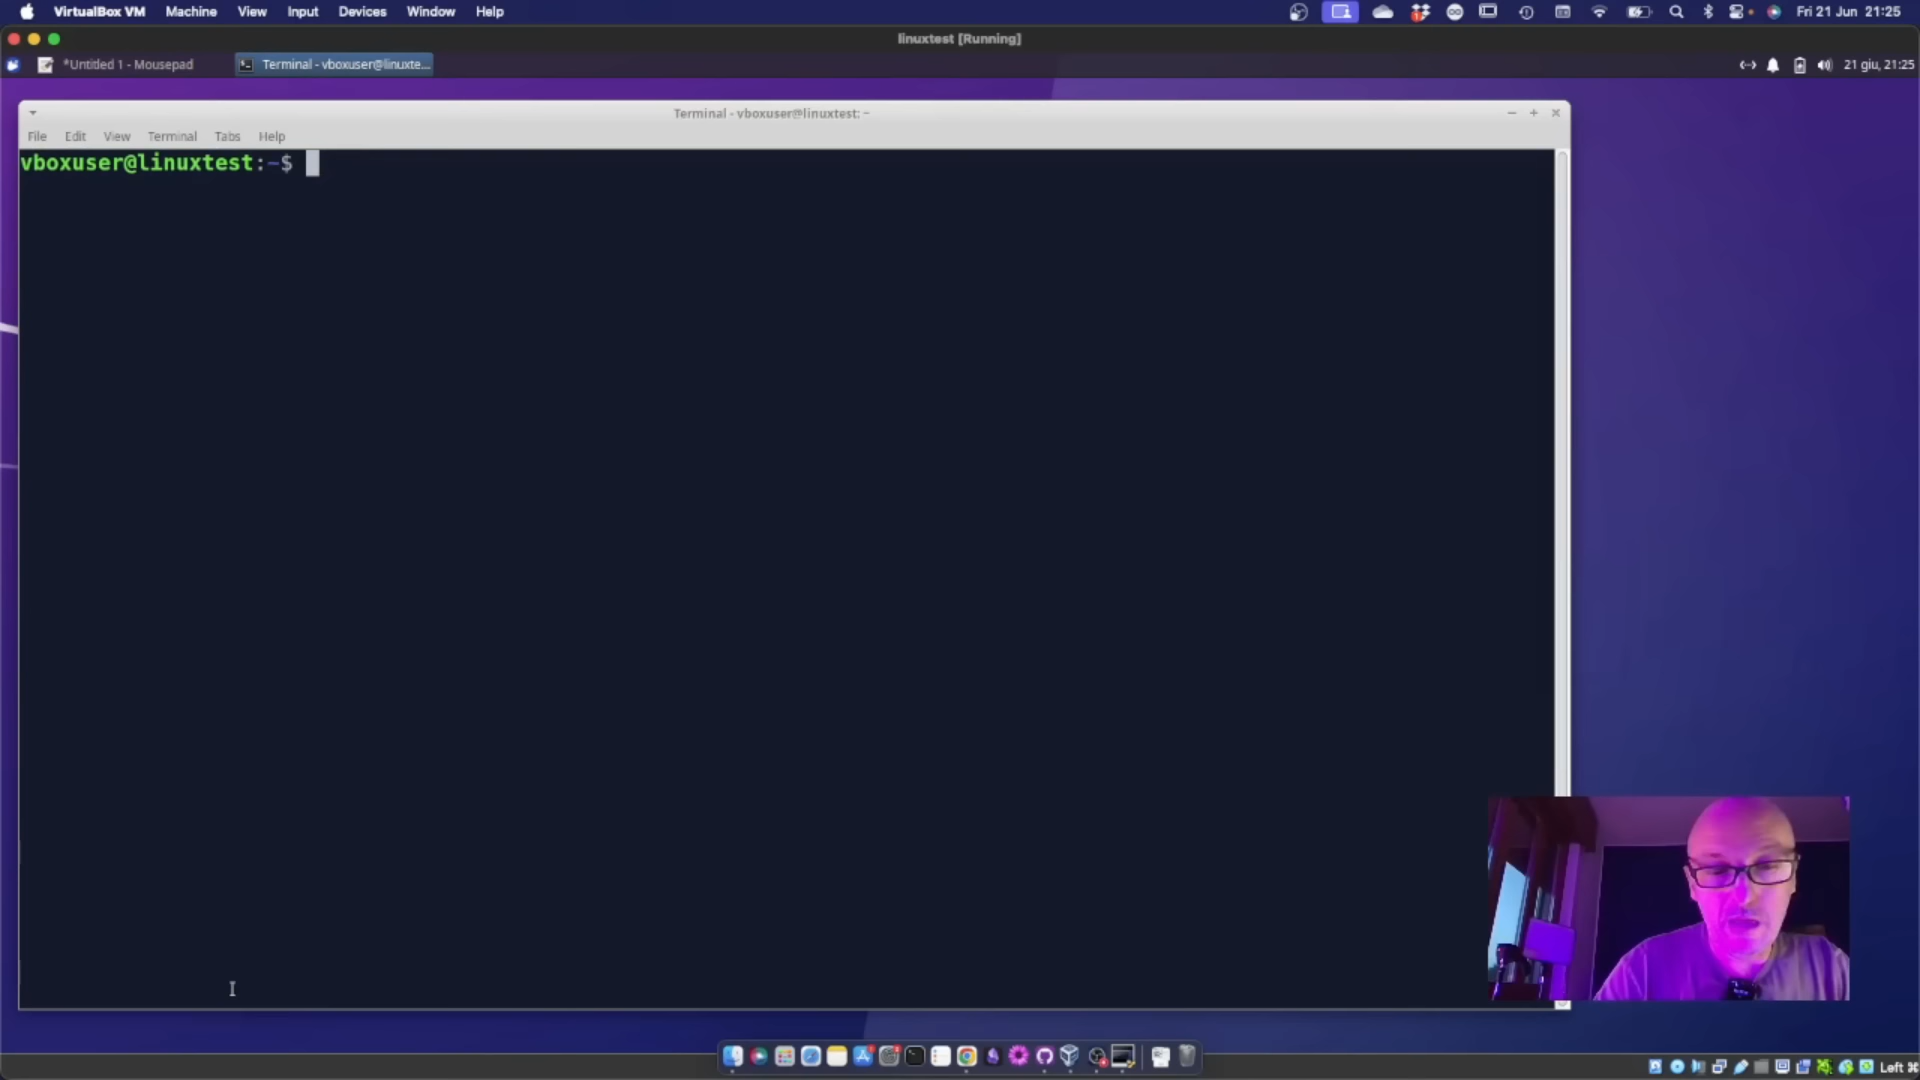 VirtualBox VM Machine View Input Devices Window Help Fri 21 Jun 21:25
linuxtest [Running]
*Untitled 1 - Mousepad Terminal - vboxuser@linuxte... 21 giu, 21:25
Terminal - vboxuser@linuxtest: ~
File Edit View Terminal Tabs Help
vboxuser@linuxtest:~$
Left ⌘